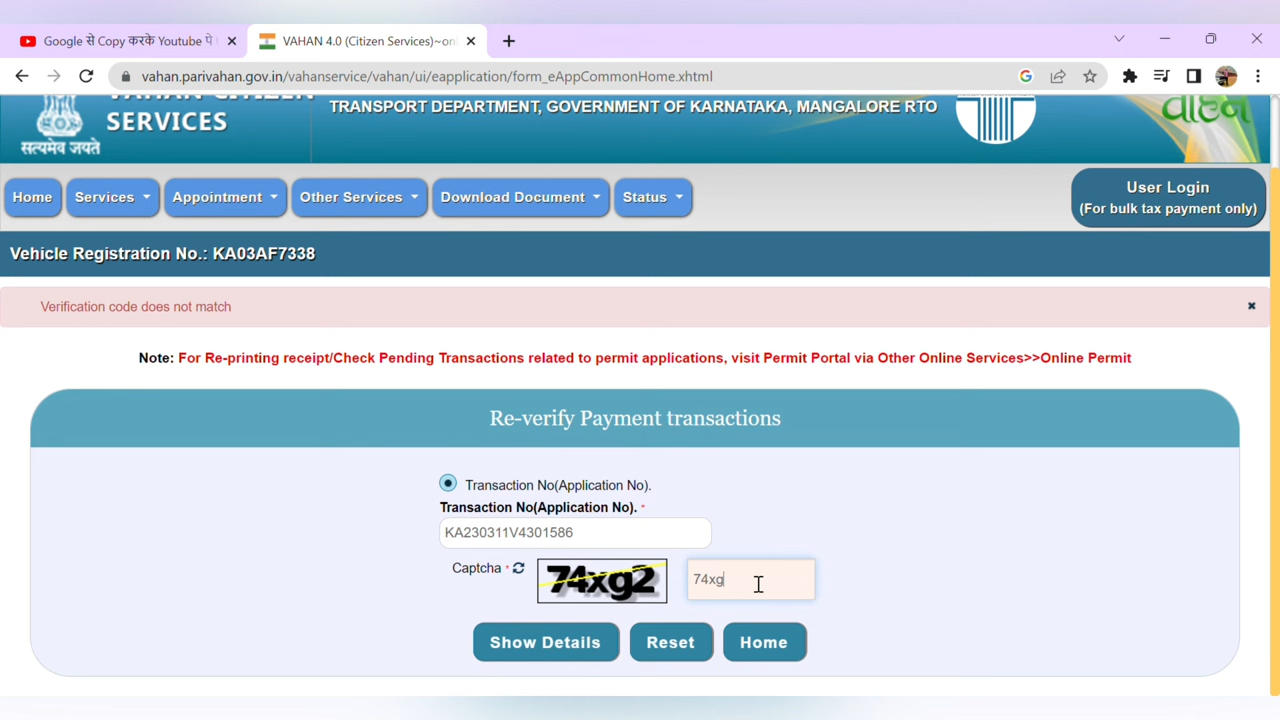 Google से Copy करके Youtube पे
VAHAN 4.0 (Citizen Services)~onl
vahan.parivahan.gov.in/vahanservice/vahan/ui/eapplication/form_eAppCommonHome.xhtml
VAHAN CITIZEN
SERVICES
TRANSPORT DEPARTMENT, GOVERNMENT OF KARNATAKA, MANGALORE RTO
सत्यमेव जयते
वाहन
Home
Services
Appointment
Other Services
Download Document
Status
User Login
(For bulk tax payment only)
Vehicle Registration No.: KA03AF7338
Verification code does not match
Note: For Re-printing receipt/Check Pending Transactions related to permit applications, visit Permit Portal via Other Online Services>>Online Permit
Re-verify Payment transactions
Transaction No(Application No).
Transaction No(Application No). *
KA230311V4301586
Captcha *
74xg2
74xg
Show Details
Reset
Home